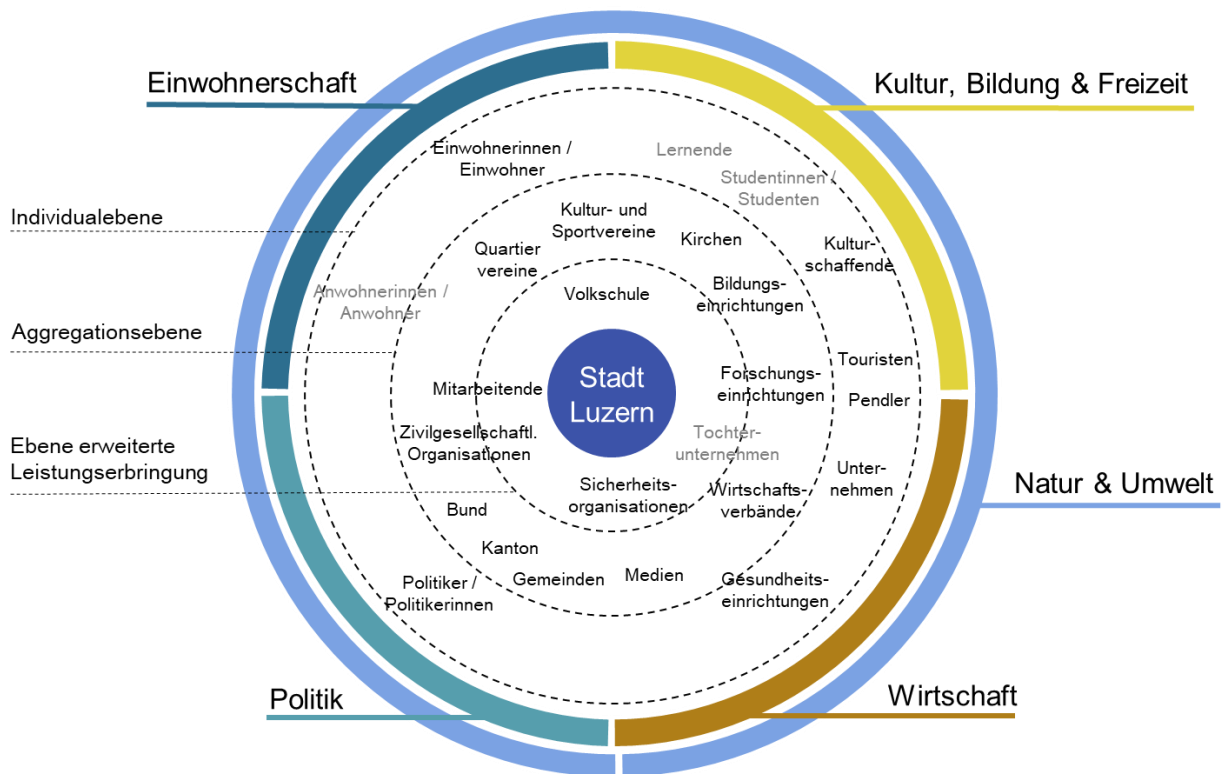 Einwohnerschaft
Kultur, Bildung & Freizeit
Einwohnerinnen /
Einwohner
Lernende
Studentinnen /
Studenten
Individualebene
Kultur- und
Sportvereine
Kirchen
Quartier
vereine
Kultur-
schaffende
Anwohnerinnen /
Anwohner
Volkschule
Bildungs-
einrichtungen
Aggregationsebene
Stadt
Luzern
Mitarbeitende
Forschungs-
einrichtungen
Touristen
Pendler
Ebene erweiterte
Leistungserbringung
Zivilgesellschaftl.
Organisationen
Tochter-
unternehmen
Unter-
nehmen
Sicherheits-
organisationen
Wirtschafts-
verbände
Natur & Umwelt
Bund
Kanton
Gemeinden
Medien
Gesundheits-
einrichtungen
Politiker /
Politikerinnen
Politik
Wirtschaft